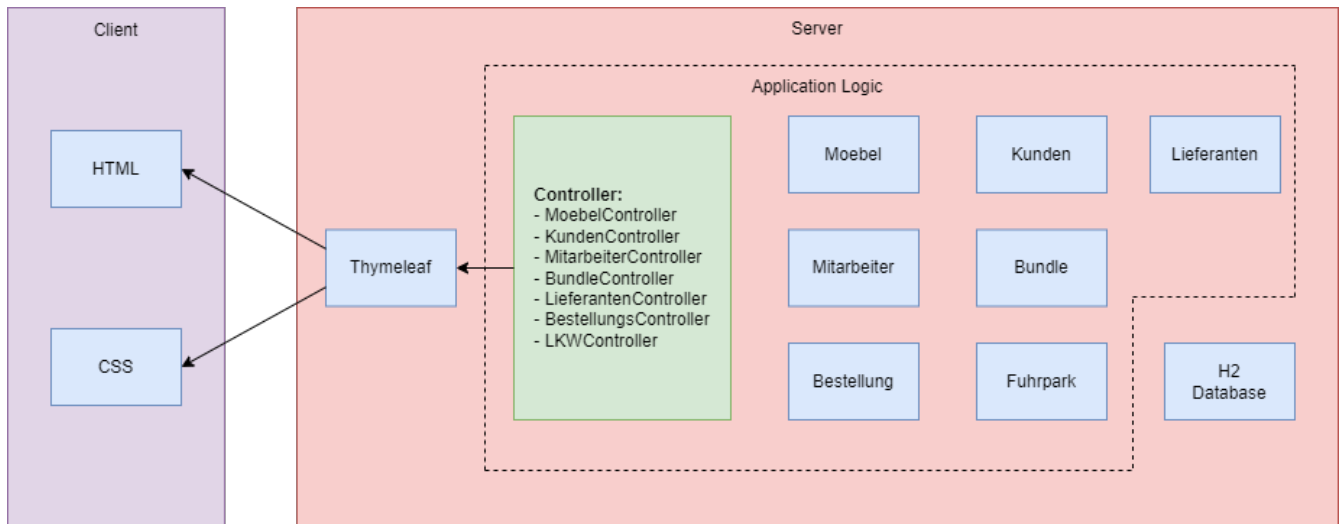 Client
Server
Application Logic
HTML
CSS
Thymeleaf
Controller:
- MoebelController
- KundenController
- MitarbeiterController
- BundleController
- LieferantenController
- BestellungsController
- LKWController
Moebel
Kunden
Lieferanten
Mitarbeiter
Bundle
Bestellung
Fuhrpark
H2
Database